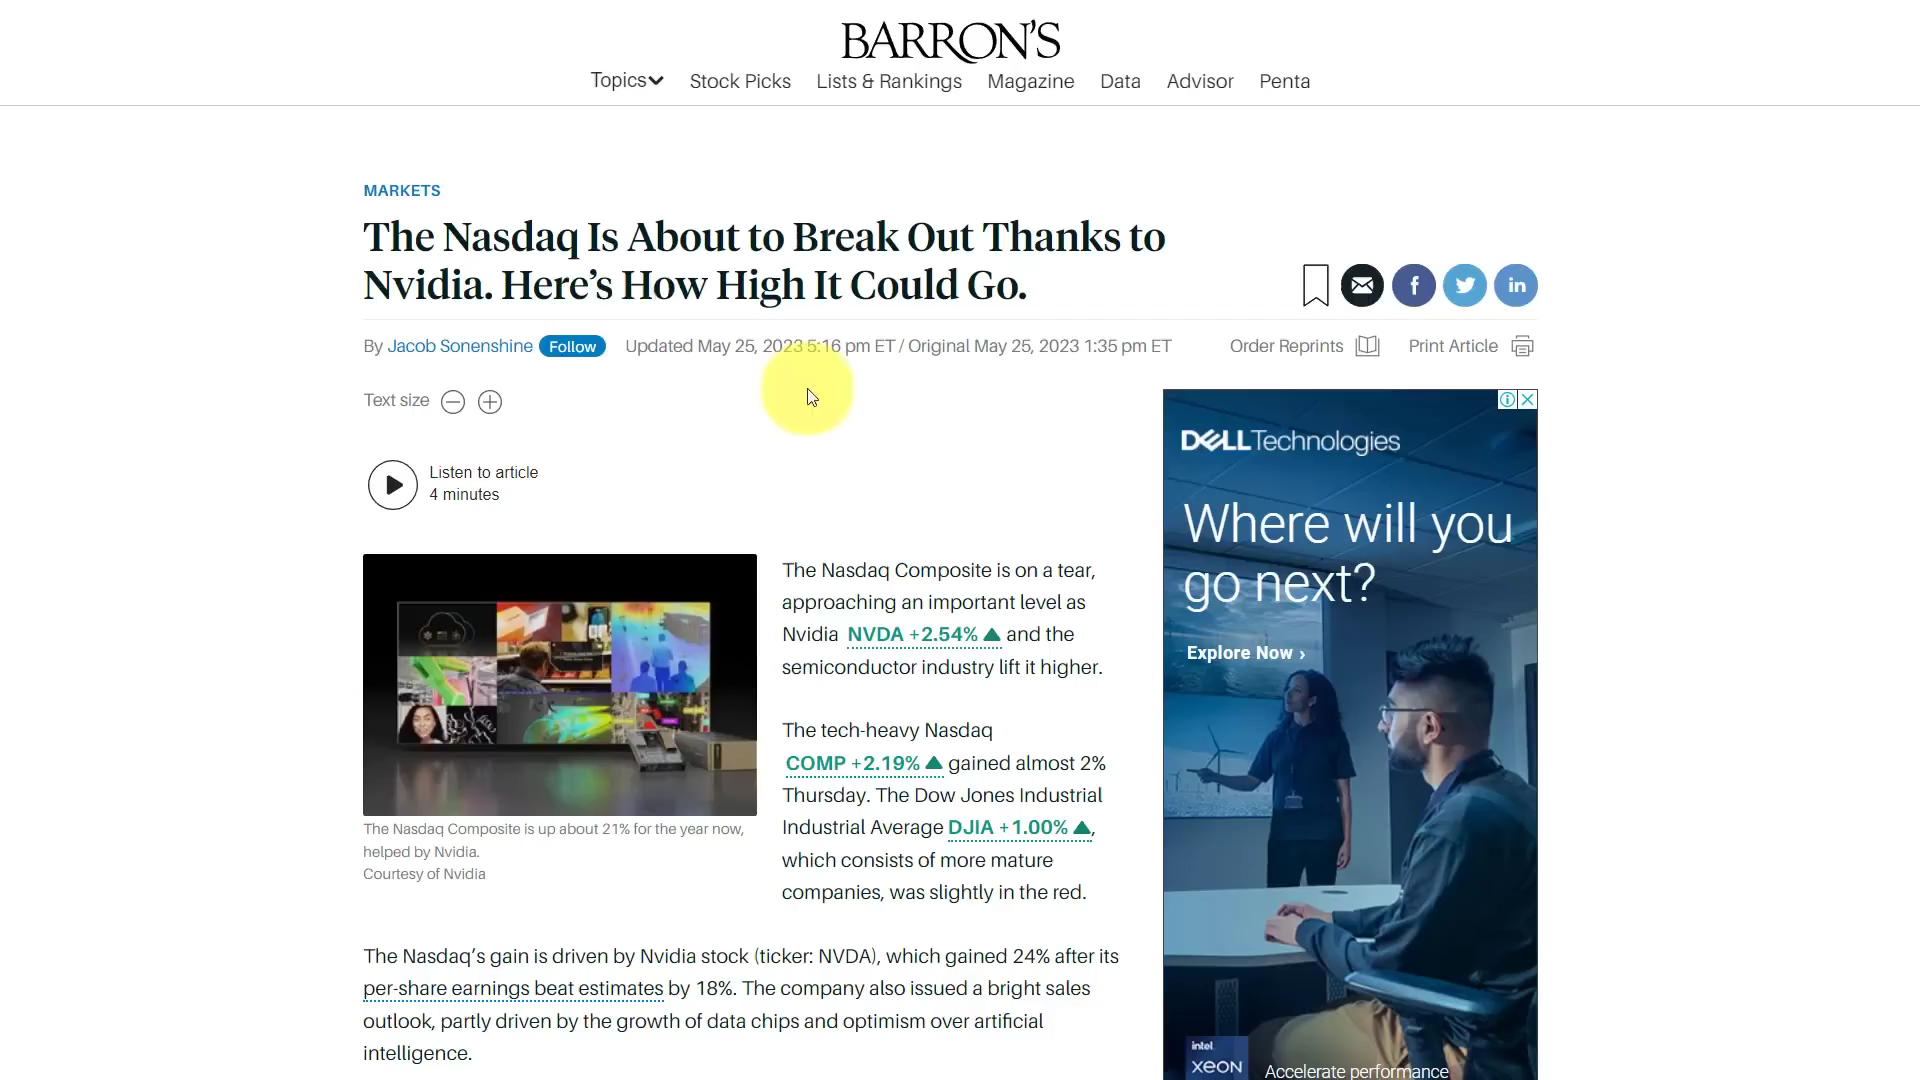 BARRON'S
Topics
Stock Picks
Lists & Rankings
Magazine
Data
Advisor
Penta
MARKETS
The Nasdaq Is About to Break Out Thanks to
Nvidia. Here’s How High It Could Go.
By Jacob Sonenshine Follow Updated May 25, 2023 5:16 pm ET / Original May 25, 2023 1:35 pm ET
Order Reprints
Print Article
Text size
Listen to article
4 minutes
The Nasdaq Composite is up about 21% for the year now,
helped by Nvidia.
Courtesy of Nvidia
The Nasdaq Composite is on a tear,
approaching an important level as
Nvidia NVDA +2.54% ▲ and the
semiconductor industry lift it higher.
The tech-heavy Nasdaq
COMP +2.19% ▲ gained almost 2%
Thursday. The Dow Jones Industrial
Industrial Average DJIA +1.00% ▲,
which consists of more mature
companies, was slightly in the red.
The Nasdaq’s gain is driven by Nvidia stock (ticker: NVDA), which gained 24% after its
per-share earnings beat estimates by 18%. The company also issued a bright sales
outlook, partly driven by the growth of data chips and optimism over artificial
intelligence.
DELL Technologies
Where will you
go next?
Explore Now ›
intel
XEON
Accelerate performance